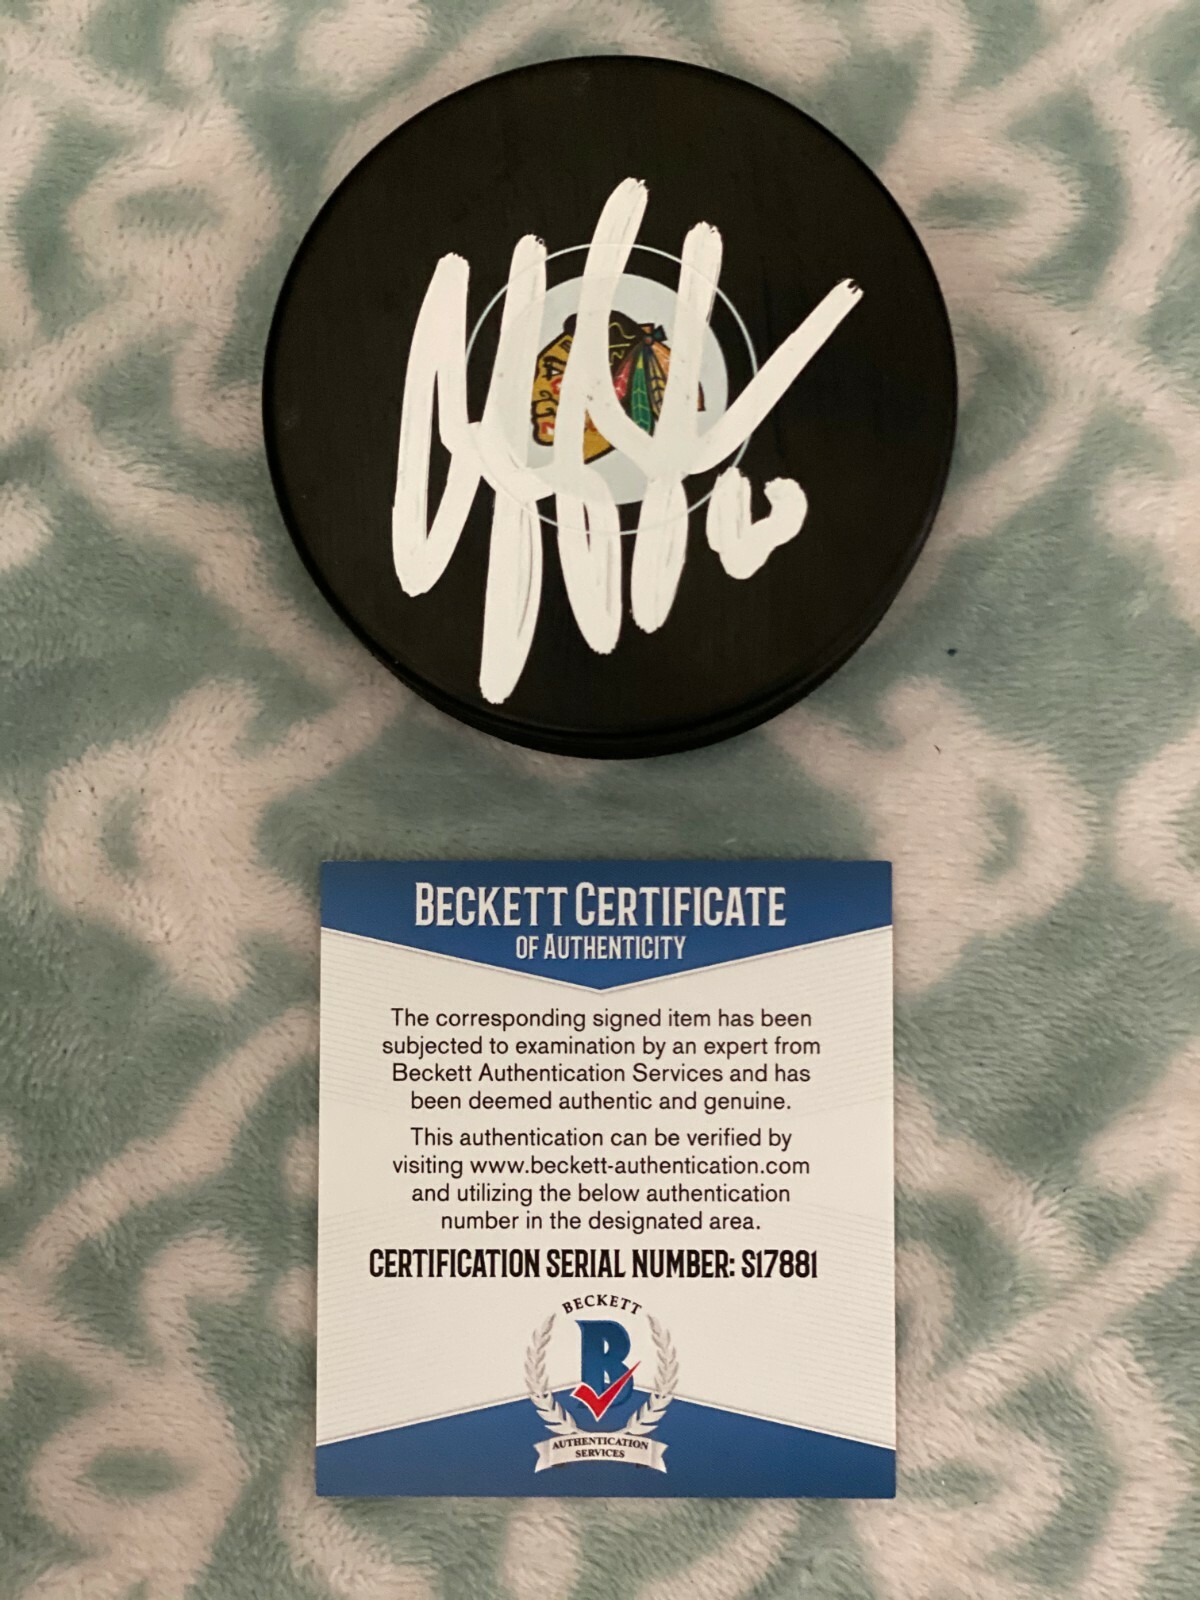 BECKETT CERTIFICATE
OF AUTHENTICITY
The corresponding signed item has been
subjected to examination by an expert from
Beckett Authentication Services and has
been deemed authentic and genuine.
This authentication can be verified by
visiting www.beckett-authentication.com
and utilizing the below authentication
number in the designated area.
CERTIFICATION SERIAL NUMBER: S17881
BECKETT
B
AUTHENTICATION
SERVICES